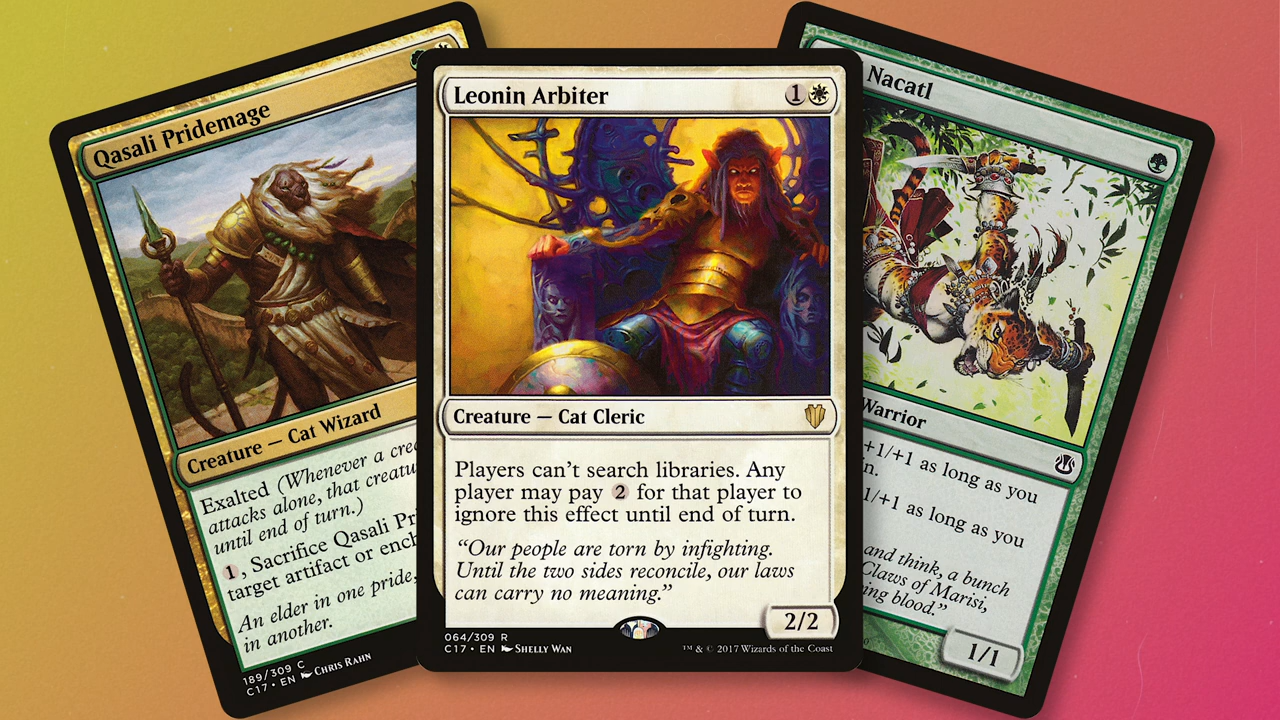 Qasali Pridemage
Creature — Cat Wizard
Exalted (Whenever a crea
attacks alone, that creatu
until end of turn.)
1, Sacrifice Qasali Pr
target artifact or ench
An elder in one pride,
in another.
189/309 C
C17 • EN Chris Rahn
Leonin Arbiter
1
Creature — Cat Cleric
Players can't search libraries. Any
player may pay 2 for that player to
ignore this effect until end of turn.
"Our people are torn by infighting.
Until the two sides reconcile, our laws
can carry no meaning."
2/2
064/309 R
C17 • EN Shelly Wan
™ & © 2017 Wizards of the Coast
Nacatl
Warrior
+1/+1 as long as you
n.
1/+1 as long as you
and think, a bunch
Claws of Marisi,
ing blood."
1/1